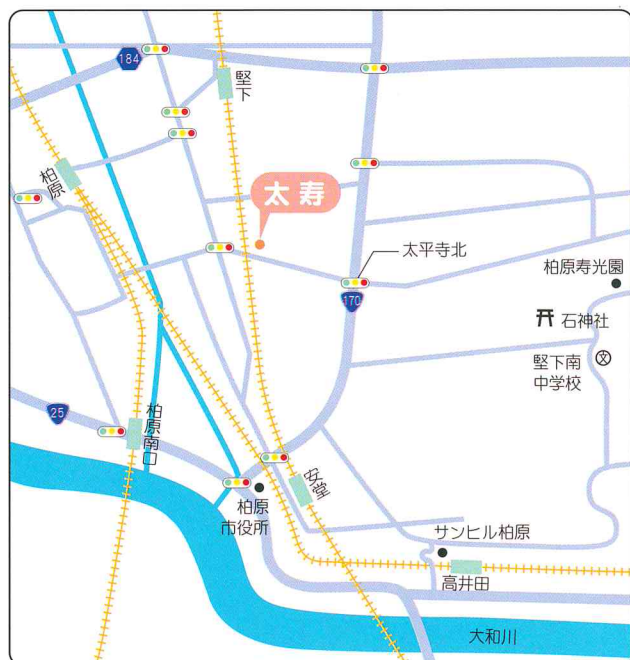 184
堅下
柏原
太寿
太平寺北
柏原寿光園
170
石神社
堅下南
中学校
文
25
柏原南口
安堂
柏原
市役所
サンヒル柏原
高井田
大和川